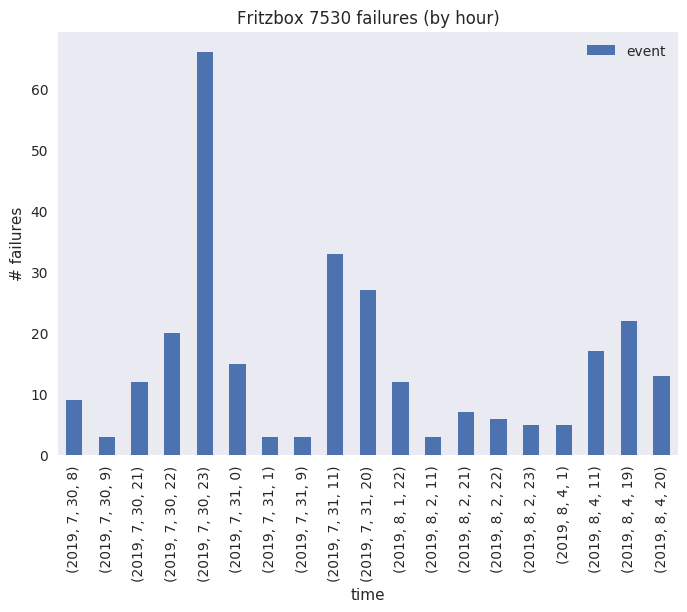 Fritzbox 7530 failures (by hour)
event
# failures
60
50
40
30
20
10
0
(2019, 7, 30, 8)
(2019, 7, 30, 9)
(2019, 7, 30, 21)
(2019, 7, 30, 22)
(2019, 7, 30, 23)
(2019, 7, 31, 0)
(2019, 7, 31, 1)
(2019, 7, 31, 9)
(2019, 7, 31, 11)
(2019, 7, 31, 20)
(2019, 8, 1, 22)
(2019, 8, 2, 11)
(2019, 8, 2, 21)
(2019, 8, 2, 22)
(2019, 8, 2, 23)
(2019, 8, 4, 1)
(2019, 8, 4, 11)
(2019, 8, 4, 19)
(2019, 8, 4, 20)
time